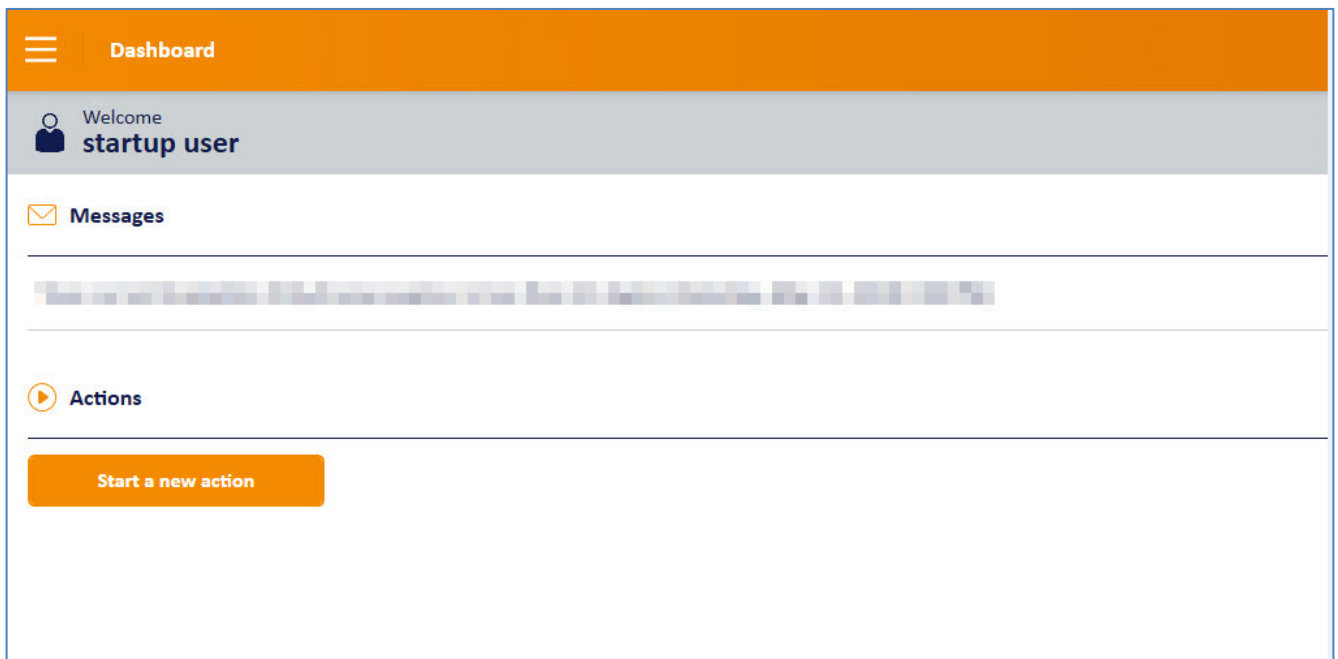 Dashboard
Welcome
startup user
Messages
Actions
Start a new action